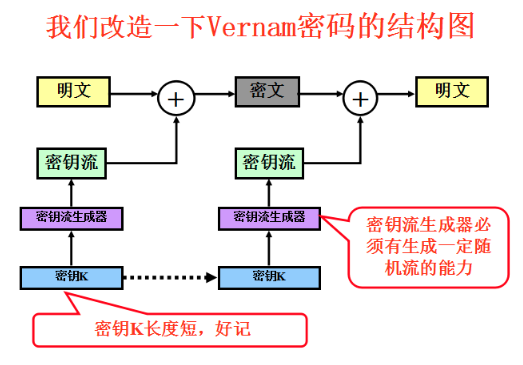 我们改造一下Vernam密码的结构图
明文
密文
明文
密钥流
密钥流
密钥流生成器
密钥流生成器
密钥流生成器必
须有生成一定随
机流的能力
密钥K
密钥K
密钥K长度短，好记